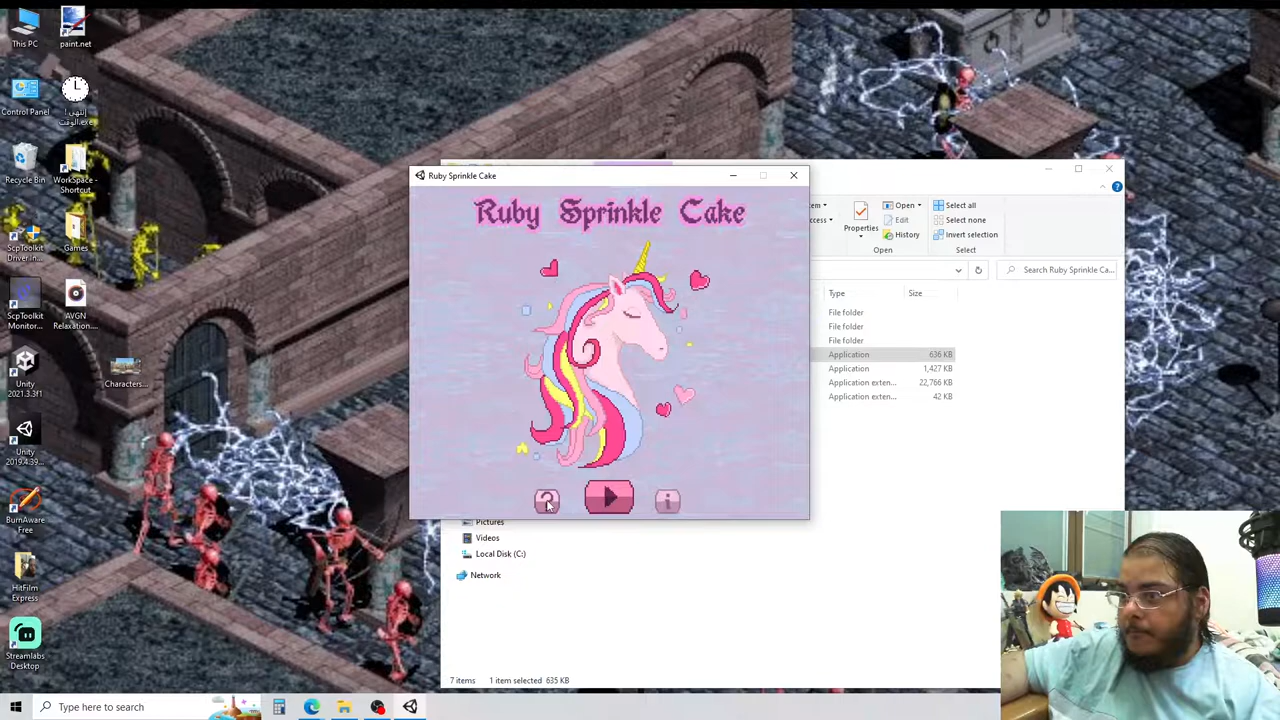 This PC
paint.net
Control Panel
إنتهى !
الوقت.exe
Recycle Bin
WorkSpace -
Shortcut
ScpToolkit
Driver In...
Games
ScpToolkit
Monitor...
AVGN
Relaxation...
Unity
2021.3.3f1
Characters...
Unity
2019.4.39...
BurnAware
Free
HitFilm
Express
Streamlabs
Desktop
Ruby Sprinkle Cake
Ruby Sprinkle Cake
?
i
Properties
Open
Edit
History
Open
Select all
Select none
Invert selection
Select
Search Ruby Sprinkle Ca...
Type
Size
File folder
File folder
File folder
Application
636 KB
Application
1,427 KB
Application exten...
22,766 KB
Application exten...
42 KB
Pictures
Videos
Local Disk (C:)
Network
7 items
1 item selected 635 KB
Type here to search